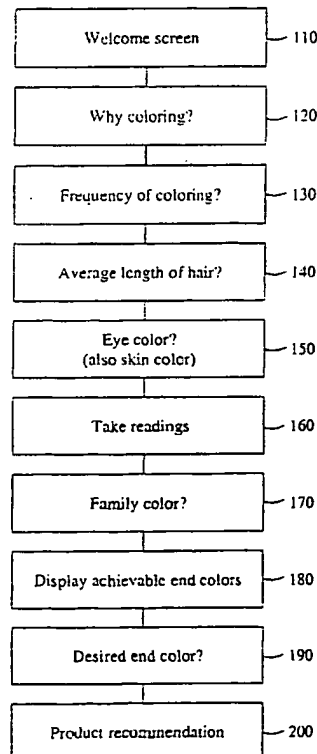 Welcome screen 110
Why coloring? 120
Frequency of coloring? 130
Average length of hair? 140
Eye color?
(also skin color) 150
Take readings 160
Family color? 170
Display achievable end colors 180
Desired end color? 190
Product recommendation 200